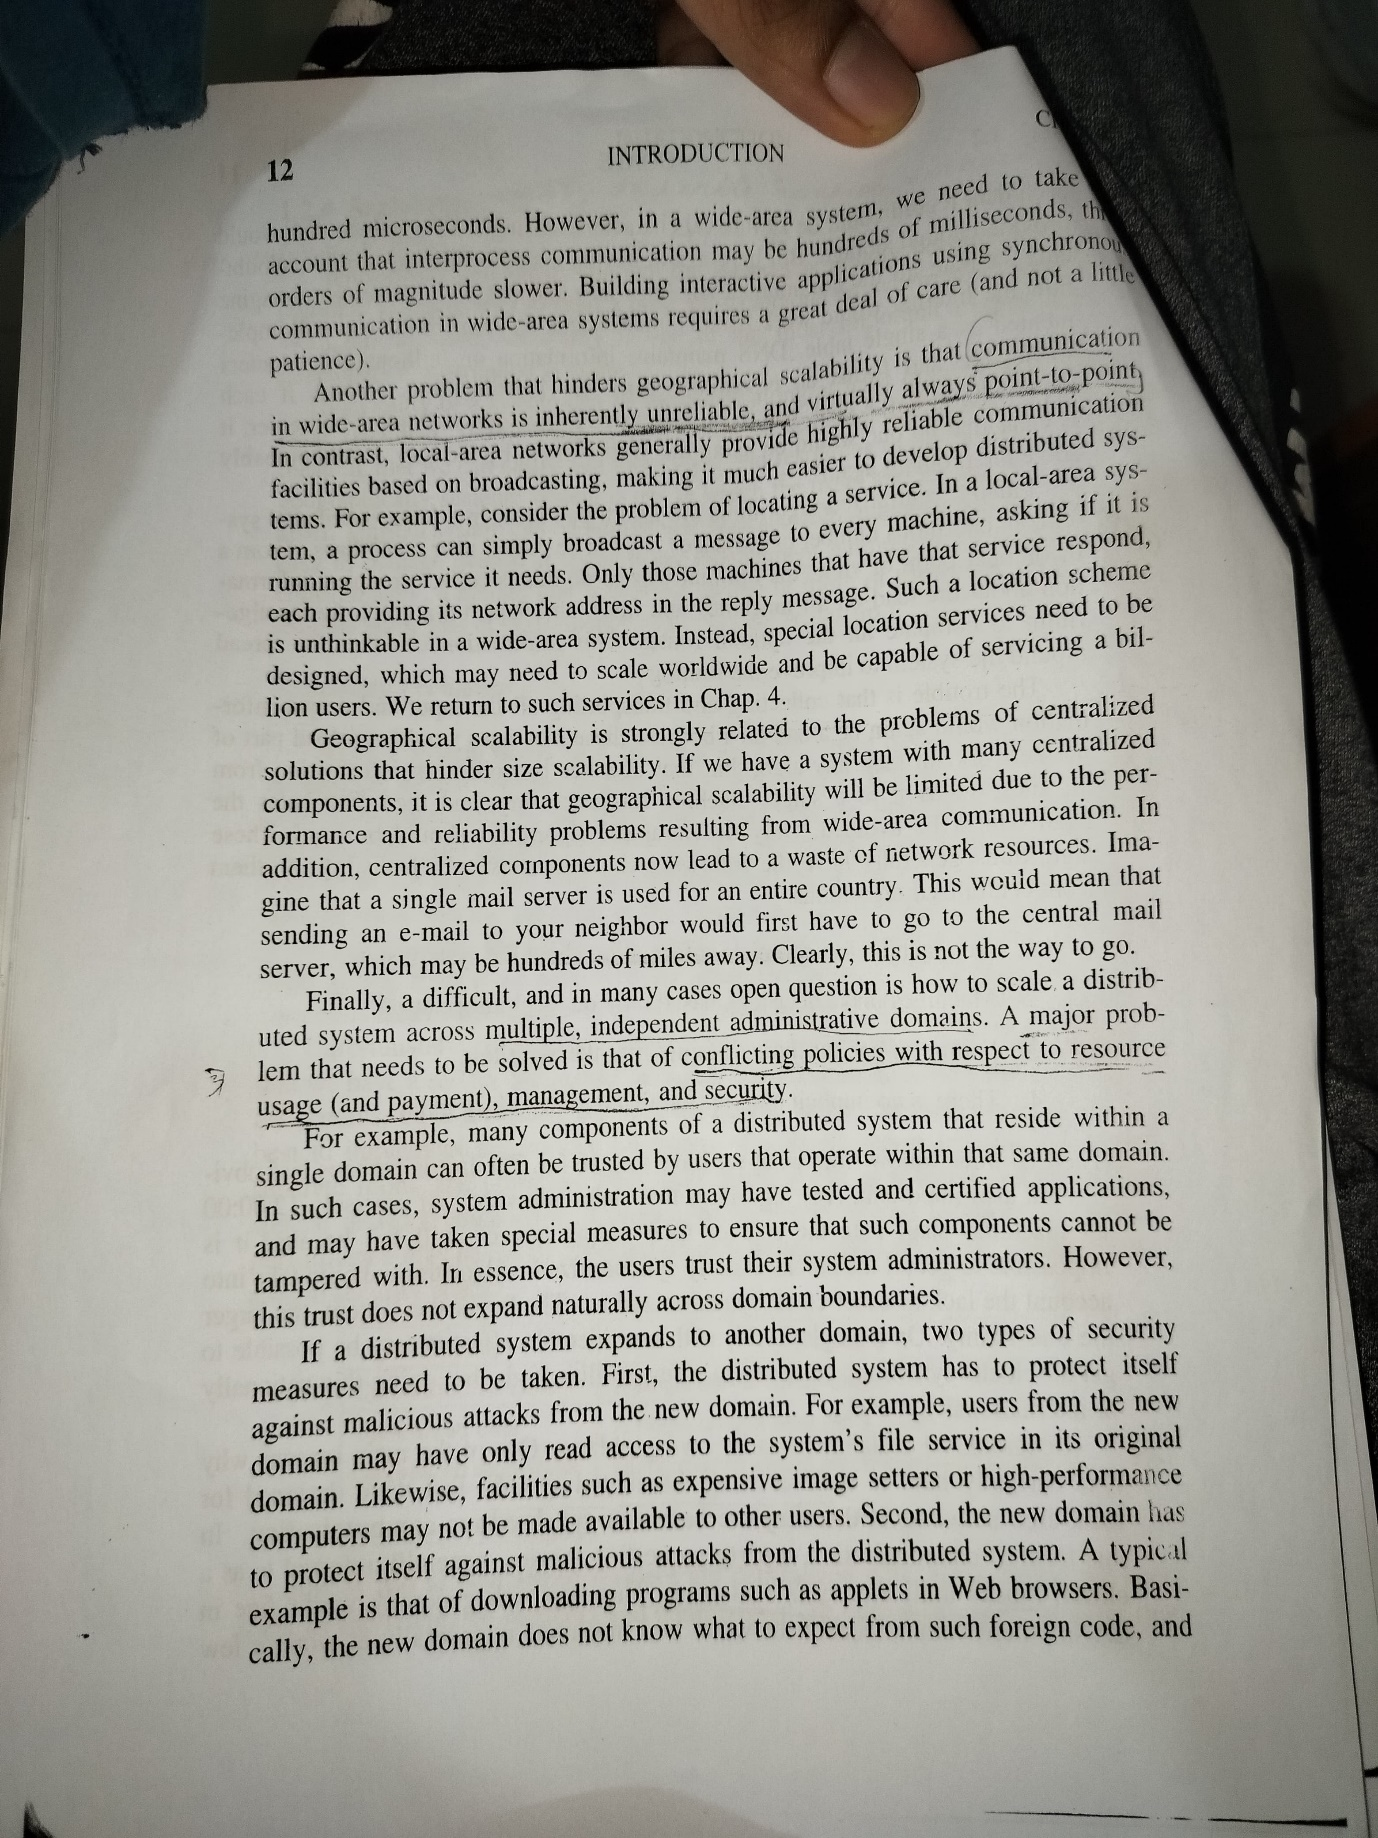 12
INTRODUCTION
hundred microseconds. However, in a wide-area system, we need to take
account that interprocess communication may be hundreds of milliseconds,
orders of magnitude slower. Building interactive applications using
communication in wide-area systems requires a great deal of care (and not a little
patience).
Another problem that hinders geographical scalability is that communication
in wide-area networks is inherently unreliable, and virtually always point-to-point.
In contrast, local-area networks generally provide highly reliable communication
facilities based on broadcasting, making it much easier to develop distributed sys-
tems. For example, consider the problem of locating a service. In a local-area sys-
tem, a process can simply broadcast a message to every machine, asking if it is
running the service it needs. Only those machines that have that service respond,
each providing its network address in the reply message. Such a location scheme
is unthinkable in a wide-area system. Instead, special location services need to be
designed, which may need to scale worldwide and be capable of servicing a bil-
lion users. We return to such services in Chap. 4.
Geographical scalability is strongly related to the problems of centralized
solutions that hinder size scalability. If we have a system with many centralized
components, it is clear that geographical scalability will be limited due to the per-
formance and reliability problems resulting from wide-area communication. In
addition, centralized components now lead to a waste of network resources. Ima-
gine that a single mail server is used for an entire country. This would mean that
sending an e-mail to your neighbor would first have to go to the central mail
server, which may be hundreds of miles away. Clearly, this is not the way to go.
Finally, a difficult, and in many cases open question is how to scale a distrib-
uted system across multiple, independent administrative domains. A major prob-
lem that needs to be solved is that of conflicting policies with respect to resource
usage (and payment), management, and security.
For example, many components of a distributed system that reside within a
single domain can often be trusted by users that operate within that same domain.
In such cases, system administration may have tested and certified applications,
and may have taken special measures to ensure that such components cannot be
tampered with. In essence, the users trust their system administrators. However,
this trust does not expand naturally across domain boundaries.
If a distributed system expands to another domain, two types of security
measures need to be taken. First, the distributed system has to protect itself
against malicious attacks from the new domain. For example, users from the new
domain may have only read access to the system's file service in its original
domain. Likewise, facilities such as expensive image setters or high-performance
computers may not be made available to other users. Second, the new domain has
to protect itself against malicious attacks from the distributed system. A typical
example is that of downloading programs such as applets in Web browsers. Basi-
cally, the new domain does not know what to expect from such foreign code, and